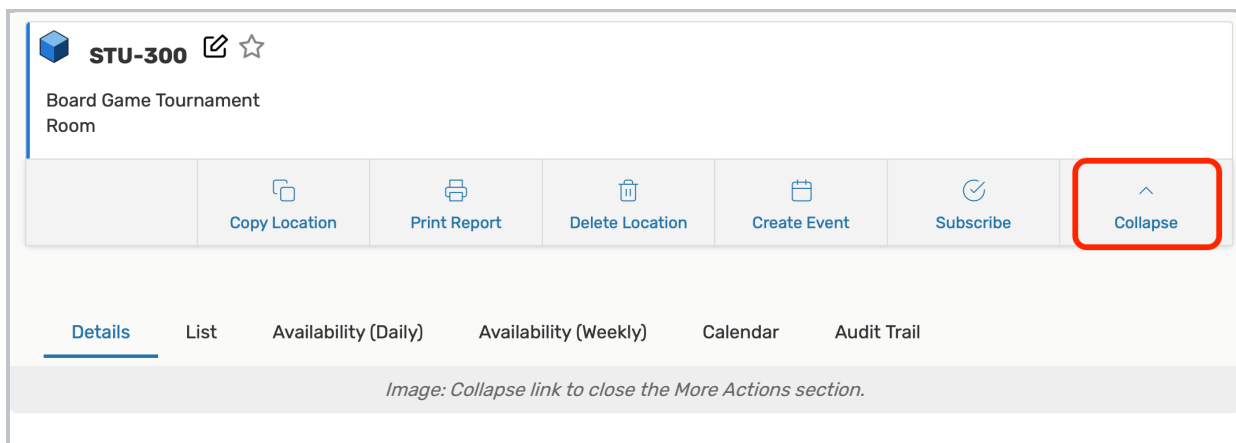 STU-300
Board Game Tournament
Room
Copy Location
Print Report
Delete Location
Create Event
Subscribe
Collapse
Details
List
Availability (Daily)
Availability (Weekly)
Calendar
Audit Trail
Image: Collapse link to close the More Actions section.